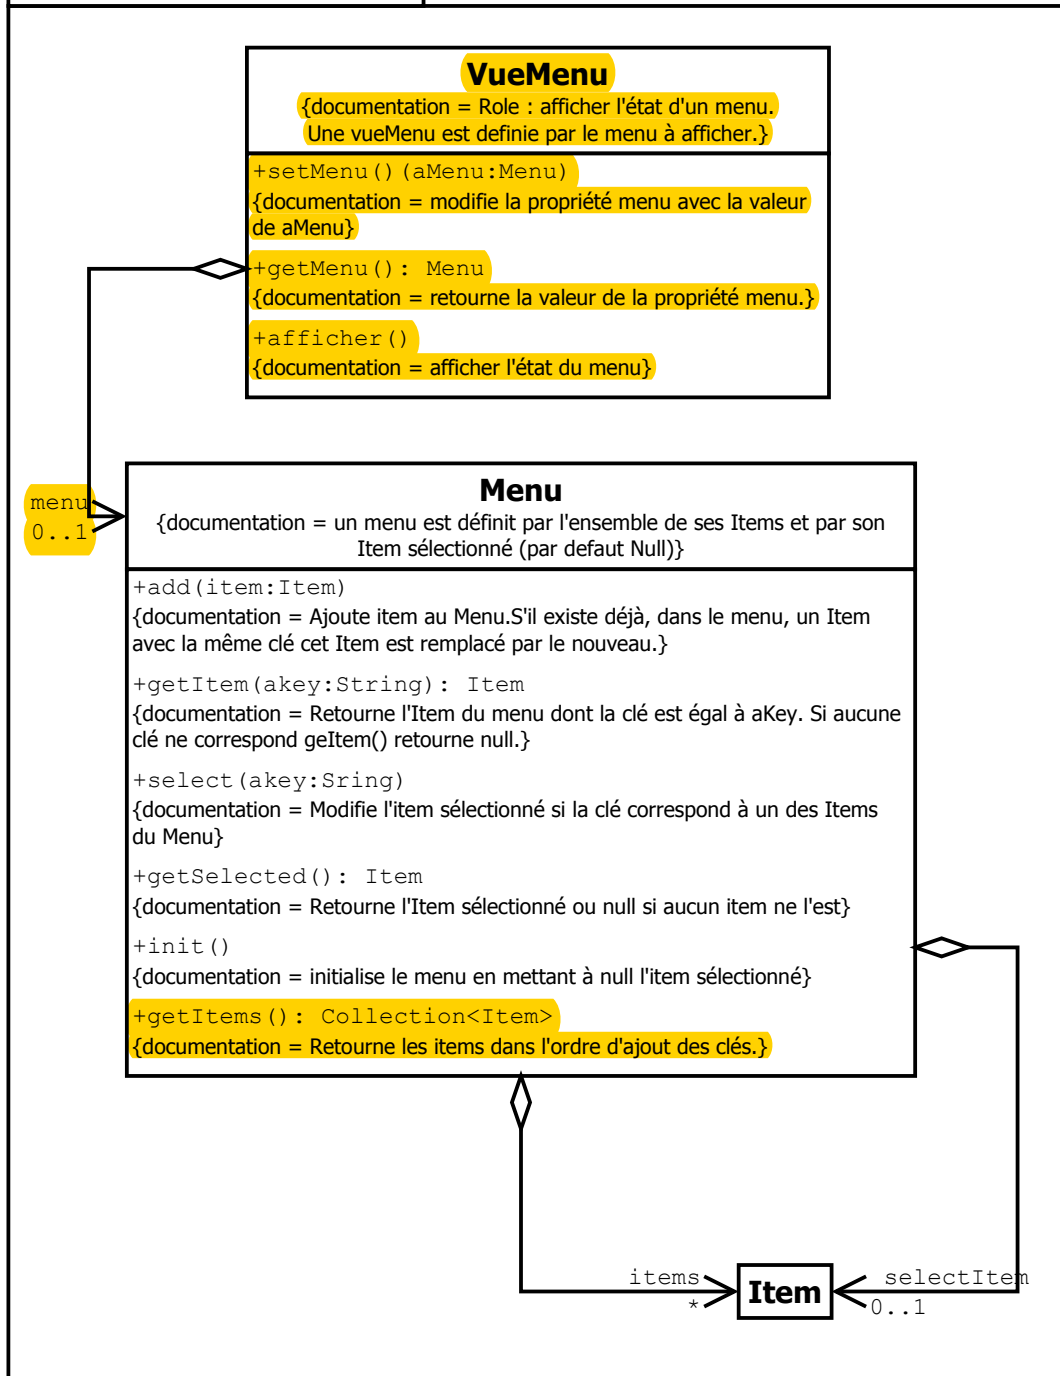 VueMenu
{documentation = Role : afficher l'état d'un menu.
Une vueMenu est definie par le menu à afficher.}
+setMenu()(aMenu:Menu)
{documentation = modifie la propriété menu avec la valeur
de aMenu}
+getMenu(): Menu
{documentation = retourne la valeur de la propriété menu.}
+afficher()
{documentation = afficher l'état du menu}
menu
0..1
Menu
{documentation = un menu est définit par l'ensemble de ses Items et par son
Item sélectionné (par defaut Null)}
+add(item:Item)
{documentation = Ajoute item au Menu.S'il existe déjà, dans le menu, un Item
avec la même clé cet Item est remplacé par le nouveau.}
+getItem(akey:String): Item
{documentation = Retourne l'Item du menu dont la clé est égal à aKey. Si aucune
clé ne correspond geItem() retourne null.}
+select(akey:Sring)
{documentation = Modifie l'item sélectionné si la clé correspond à un des Items
du Menu}
+getSelected(): Item
{documentation = Retourne l'Item sélectionné ou null si aucun item ne l'est}
+init()
{documentation = initialise le menu en mettant à null l'item sélectionné}
+getItems(): Collection<Item>
{documentation = Retourne les items dans l'ordre d'ajout des clés.}
items
*
Item
selectItem
0..1